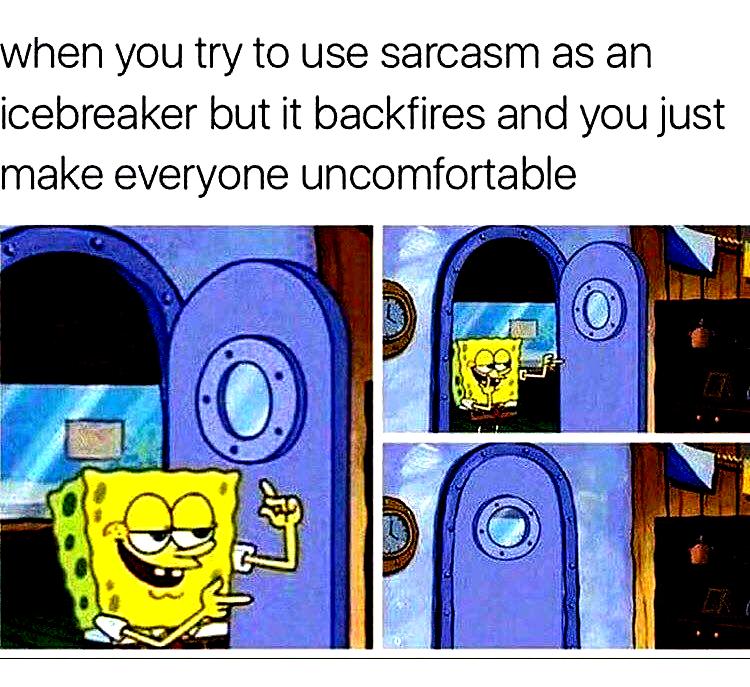 when you try to use sarcasm as an
icebreaker but it backfires and you just
make everyone uncomfortable